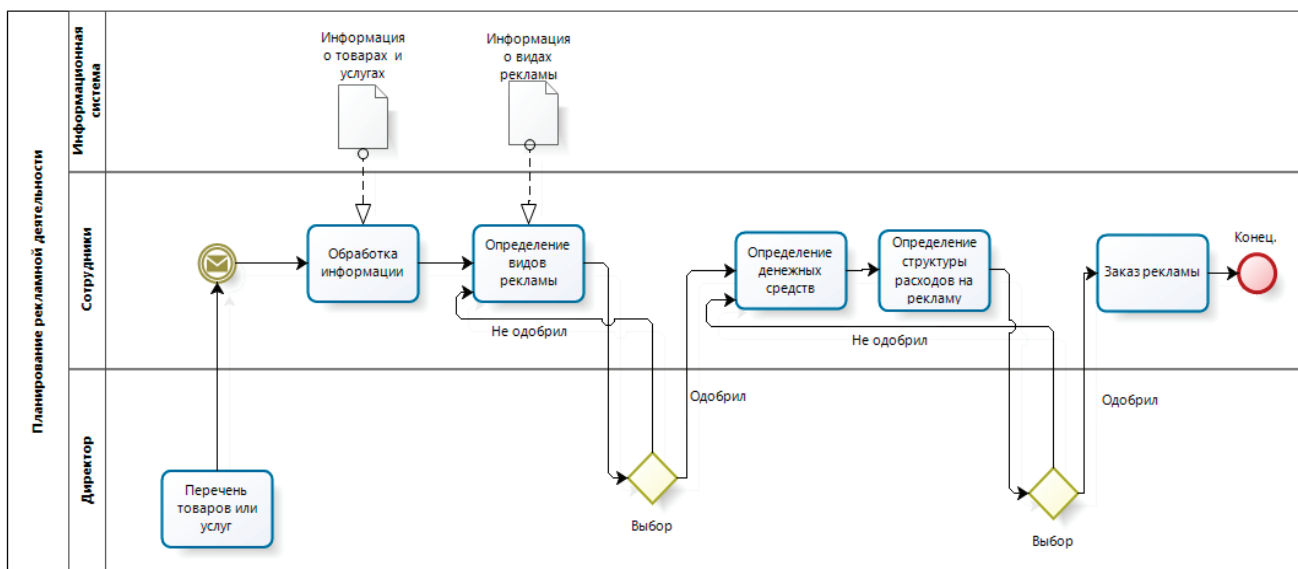 Планирование рекламной деятельности
Информационная
система
Информация
о товарах и
услугах
Информация
о видах
рекламы
Сотрудники
Обработка
информации
Определение
видов
рекламы
Не одобрил
Определение
денежных
средств
Определение
структуры
расходов на
рекламу
Не одобрил
Заказ рекламы
Конец.
Директор
Перечень
товаров или
услуг
Выбор
Одобрил
Выбор
Одобрил